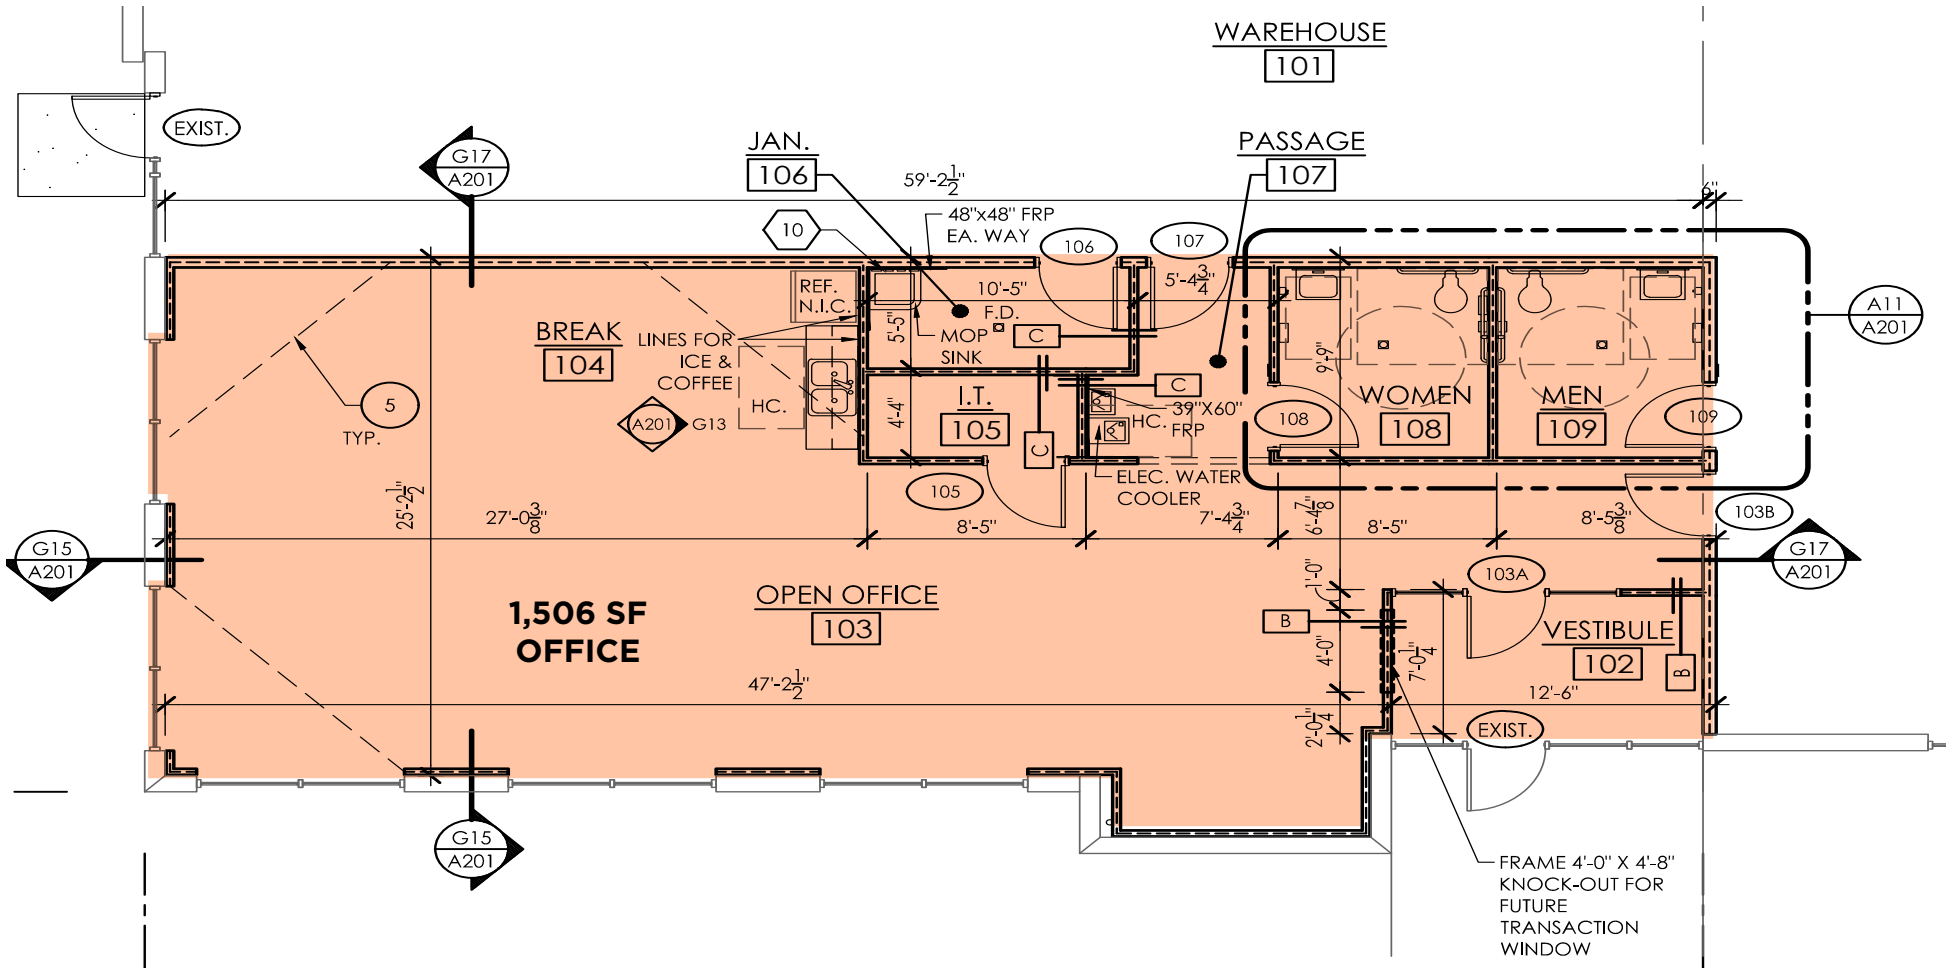 WAREHOUSE
101
EXIST.
G17
A201
JAN.
106
PASSAGE
107
59'-2 1/2"
6"
10
48"x48" FRP
EA. WAY
106
107
5'-4 3/4"
REF.
N.I.C.
10'-5"
F.D.
A11
A201
BREAK
104
LINES FOR
ICE &
COFFEE
5'-5"
MOP
SINK
C
9'-9"
5
TYP.
HC.
A201
G13
4'-4"
I.T.
105
C
C
39"X60"
FRP
HC.
108
WOMEN
108
MEN
109
109
105
ELEC. WATER
COOLER
25'-2 1/2"
27'-0 3/8"
8'-5"
7'-4 3/4"
6'-4 7/8"
8'-5"
8'-5 3/8"
103B
G15
A201
G17
A201
1,506 SF
OFFICE
OPEN OFFICE
103
1'-0"
103A
B
4'-0"
7'-0 1/4"
VESTIBULE
102
B
47'-2 1/2"
12'-6"
2'-0 1/4"
EXIST.
G15
A201
FRAME 4'-0" X 4'-8"
KNOCK-OUT FOR
FUTURE
TRANSACTION
WINDOW